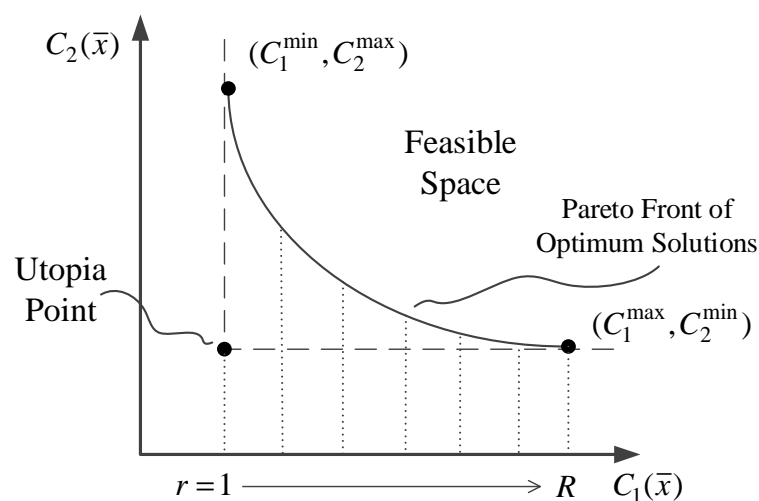 C₂(x̅)
(C₁ᵐⁱⁿ, C₂ᵐᵃˣ)
Feasible
Space
Pareto Front of
Optimum Solutions
Utopia
Point
(C₁ᵐᵃˣ, C₂ᵐⁱⁿ)
r = 1
R
C₁(x̅)